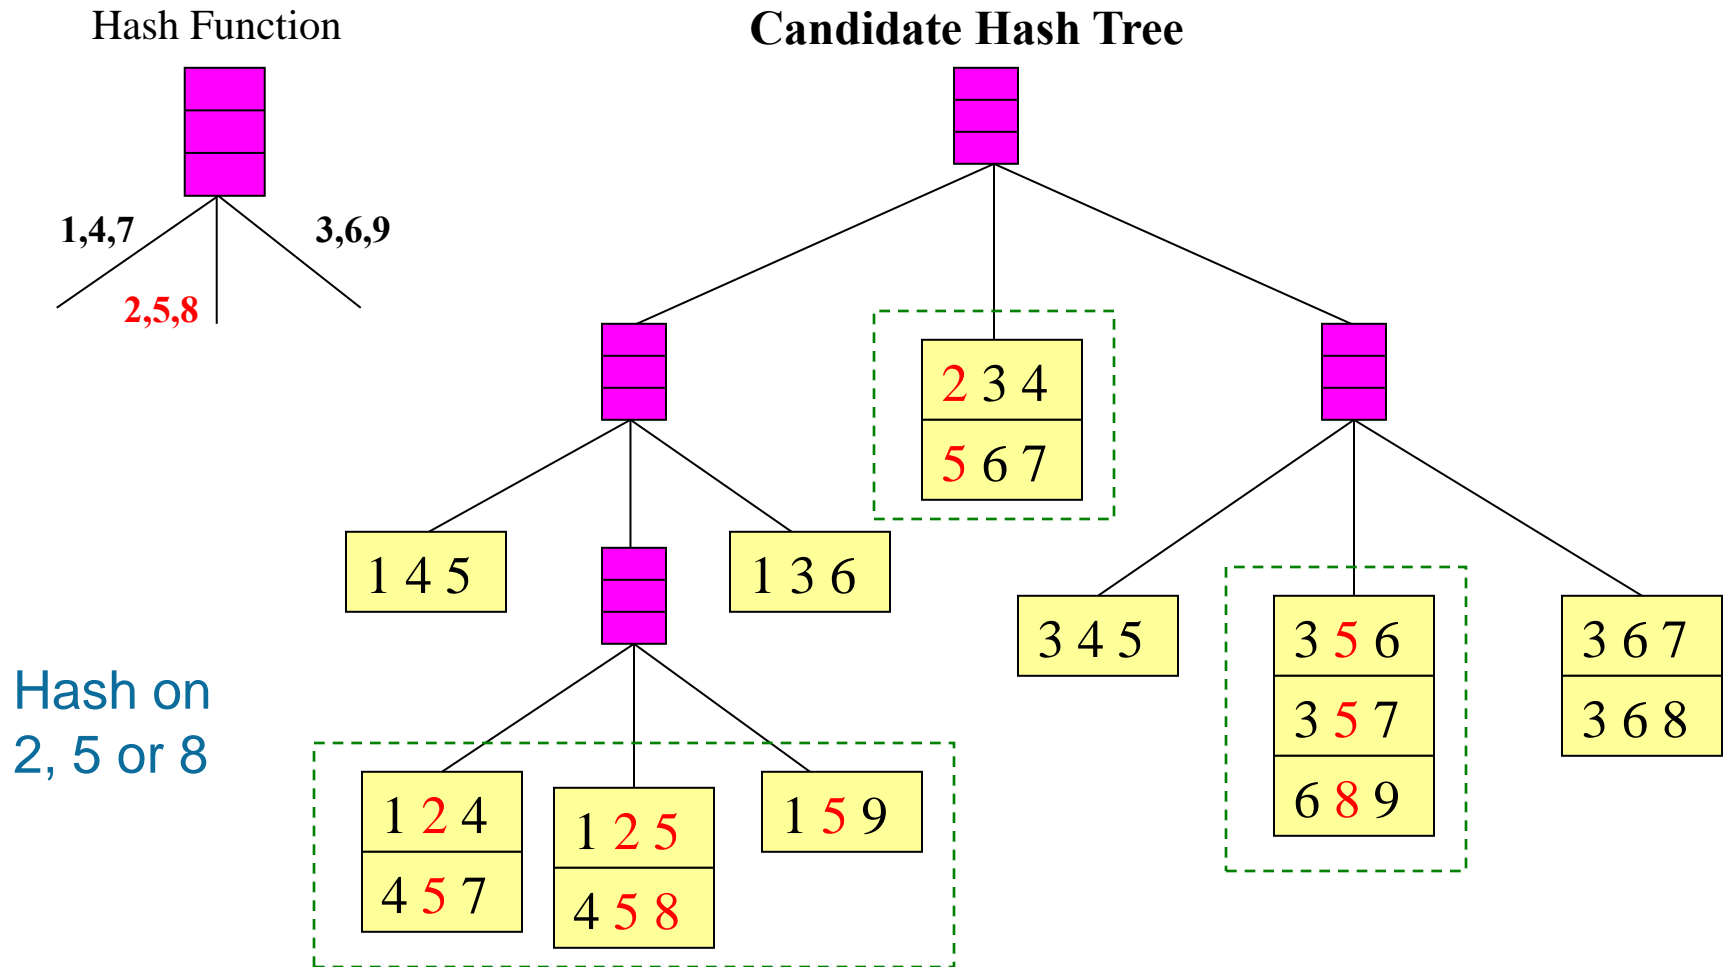 Hash Function
Candidate Hash Tree
1,4,7
3,6,9
2,5,8
2 3 4
5 6 7
1 4 5
1 3 6
3 4 5
3 5 6
3 5 7
6 8 9
3 6 7
3 6 8
Hash on
2, 5 or 8
1 2 4
4 5 7
1 2 5
4 5 8
1 5 9